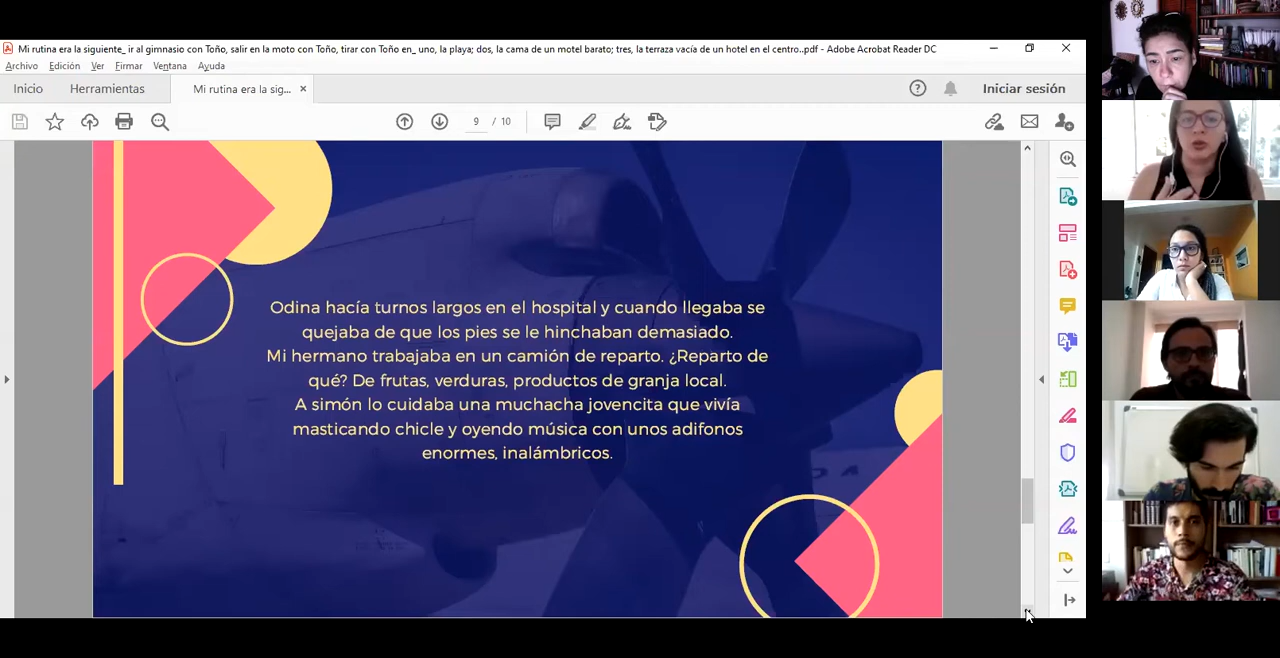 Mi rutina era la siguiente_ ir al gimnasio con Toño, salir en la moto con Toño, tirar con Toño en_ uno, la playa; dos, la cama de un motel barato; tres, la terraza vacía de un hotel en el centro..pdf - Adobe Acrobat Reader DC
Archivo Edición Ver Firmar Ventana Ayuda
Inicio Herramientas Mi rutina era la sig... × Iniciar sesión
9 / 10
Odina hacía turnos largos en el hospital y cuando llegaba se
quejaba de que los pies se le hinchaban demasiado.
Mi hermano trabajaba en un camión de reparto. ¿Reparto de
qué? De frutas, verduras, productos de granja local.
A simón lo cuidaba una muchacha jovencita que vivía
masticando chicle y oyendo música con unos adifonos
enormes, inalámbricos.